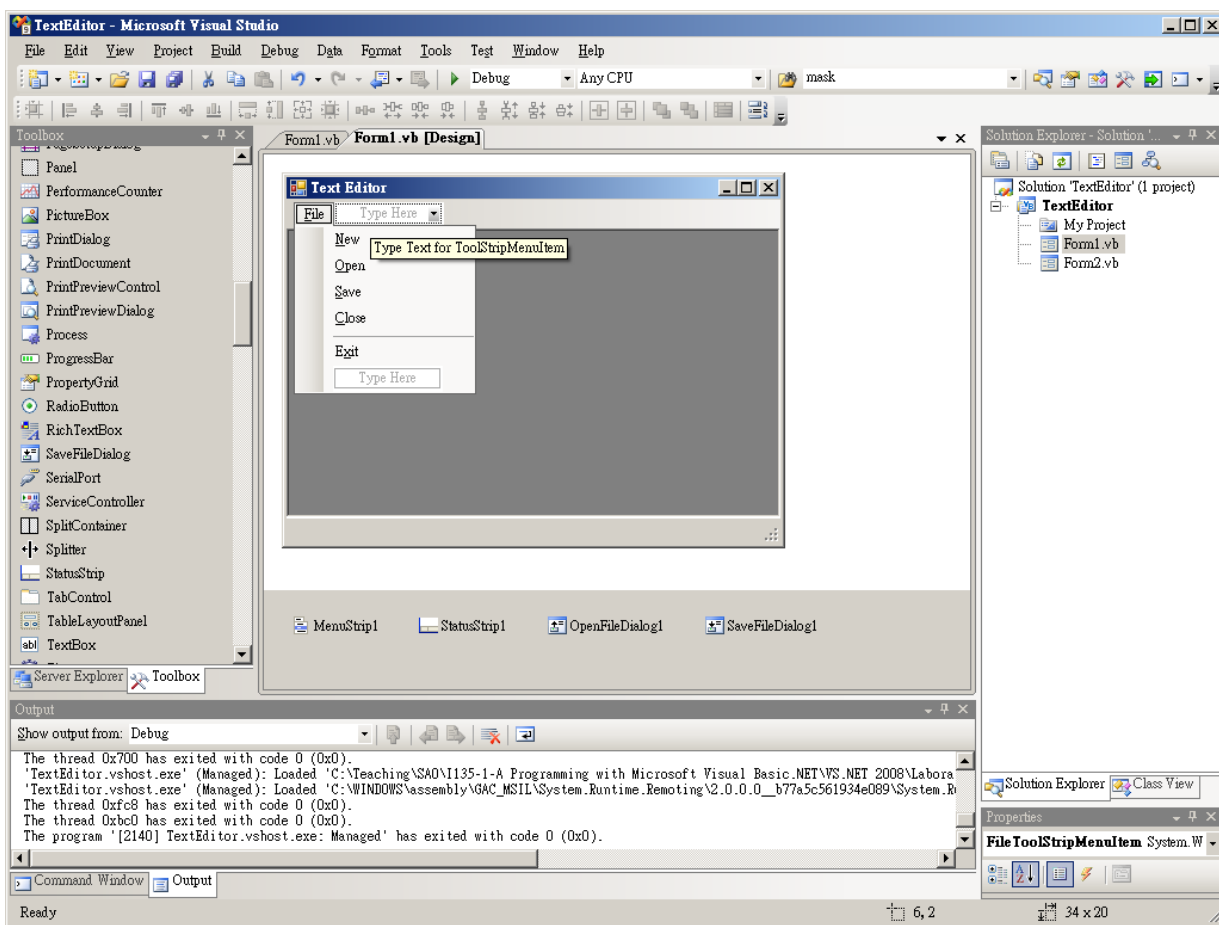 TextEditor - Microsoft Visual Studio
File Edit View Project Build Debug Data Format Tools Test Window Help
Debug Any CPU mask
Toolbox
Panel
PerformanceCounter
PictureBox
PrintDialog
PrintDocument
PrintPreviewControl
PrintPreviewDialog
Process
ProgressBar
PropertyGrid
RadioButton
RichTextBox
SaveFileDialog
SerialPort
ServiceController
SplitContainer
Splitter
StatusStrip
TabControl
TableLayoutPanel
TextBox
Server Explorer Toolbox
Form1.vb Form1.vb [Design]
Text Editor
File Type Here
New
Type Text for ToolStripMenuItem
Open
Save
Close
Exit
Type Here
MenuStrip1 StatusStrip1 OpenFileDialog1 SaveFileDialog1
Solution Explorer - Solution '...
Solution 'TextEditor' (1 project)
TextEditor
My Project
Form1.vb
Form2.vb
Solution Explorer Class View
Properties
FileToolStripMenuItem System.W
Output
Show output from: Debug
The thread 0x700 has exited with code 0 (0x0).
'TextEditor.vshost.exe' (Managed): Loaded 'C:\Teaching\SAO\I135-1-A Programming with Microsoft Visual Basic.NET\VS.NET 2008\Labora
'TextEditor.vshost.exe' (Managed): Loaded 'C:\WINDOWS\assembly\GAC_MSIL\System.Runtime.Remoting\2.0.0.0__b77a5c561934e089\System.R
The thread 0xfc8 has exited with code 0 (0x0).
The thread 0xbc0 has exited with code 0 (0x0).
The program '[2140] TextEditor.vshost.exe: Managed' has exited with code 0 (0x0).
Command Window Output
Ready 6, 2 34 x 20